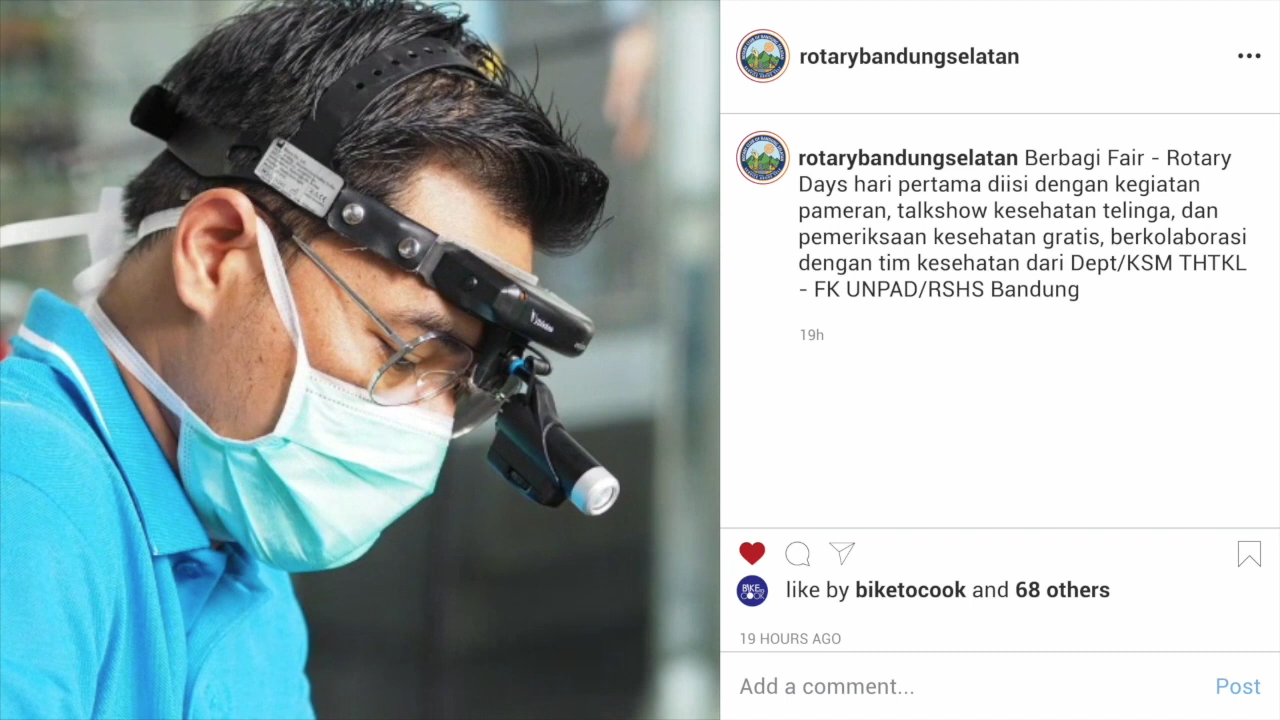 rotarybandungselatan
rotarybandungselatan Berbagi Fair - Rotary
Days hari pertama diisi dengan kegiatan
pameran, talkshow kesehatan telinga, dan
pemeriksaan kesehatan gratis, berkolaborasi
dengan tim kesehatan dari Dept/KSM THTKL
- FK UNPAD/RSHS Bandung
19h
BIKE
COOK
like by biketocook and 68 others
19 HOURS AGO
Add a comment...
Post